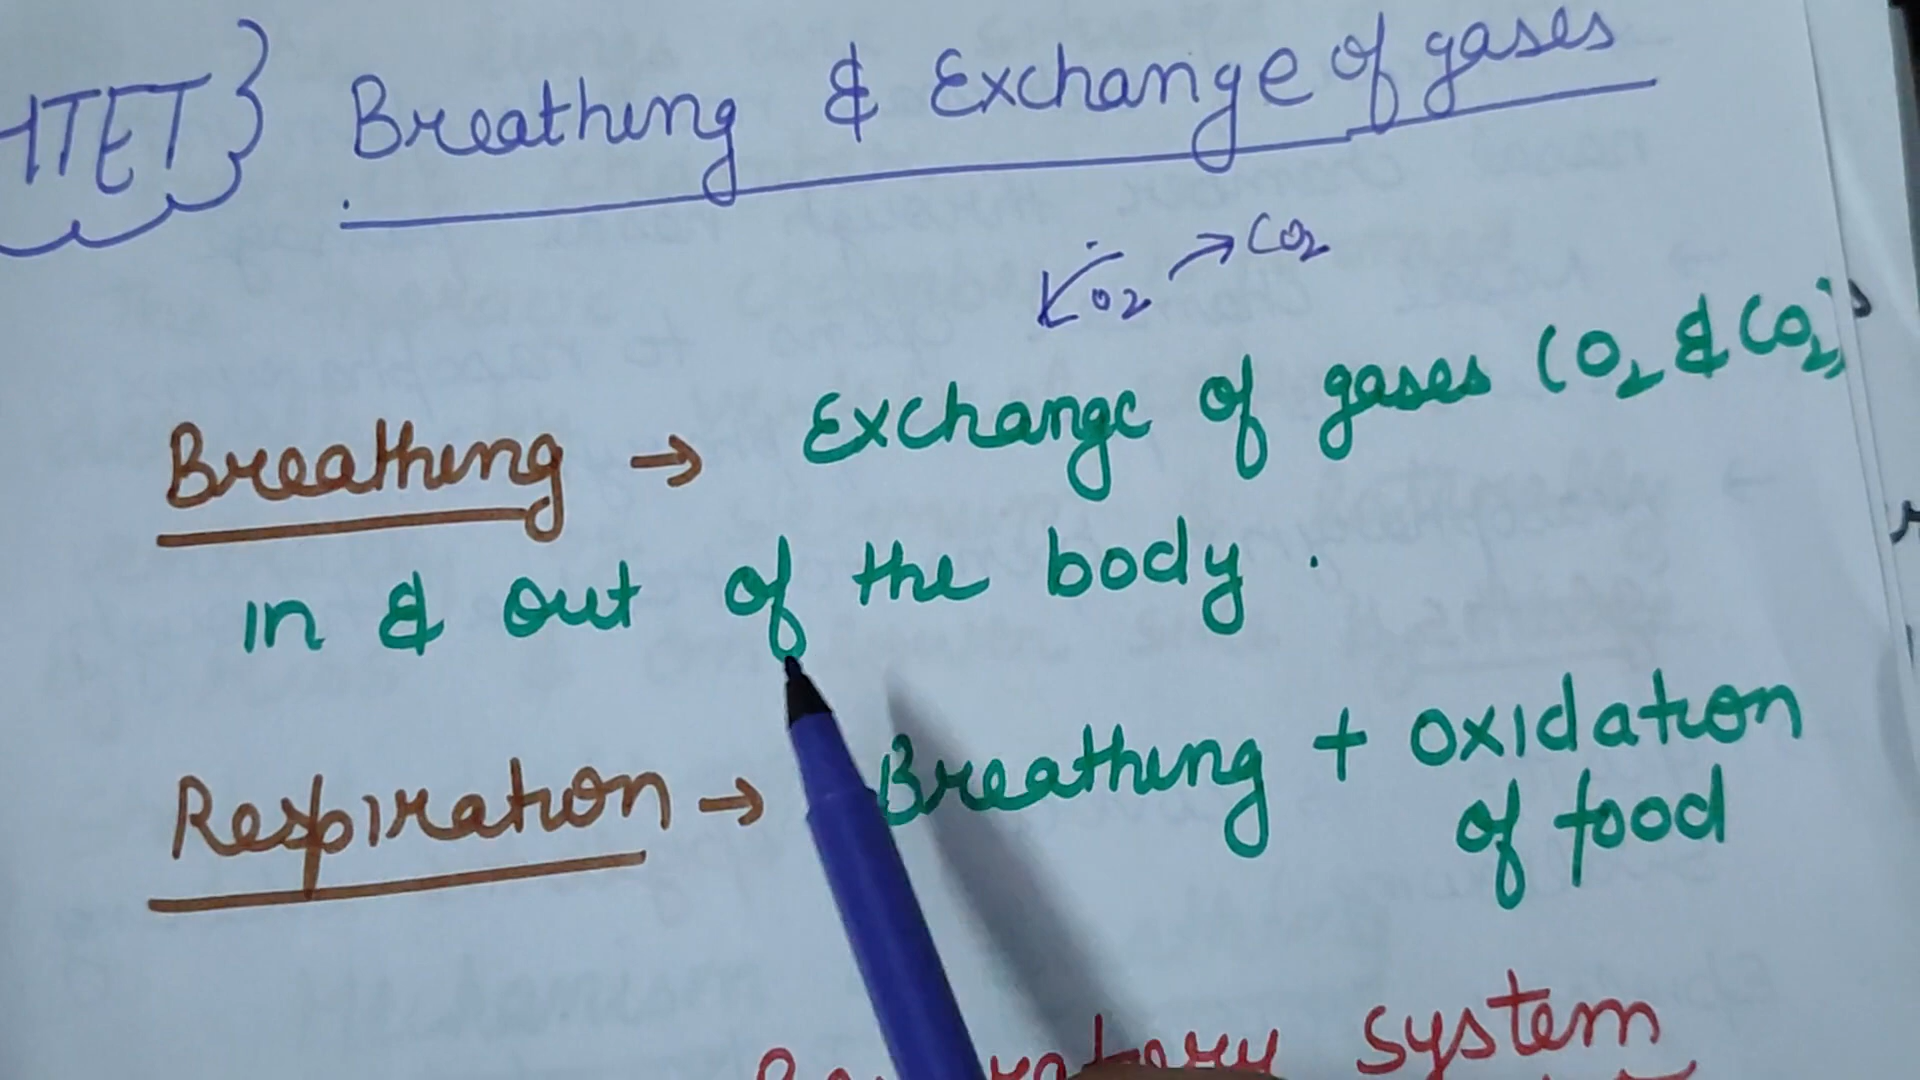 HTET} Breathing & Exchange of gases
O2 → CO2
Breathing → Exchange of gases (O2 & CO2)
in & out of the body.
Respiration → Breathing + oxidation
of food
system